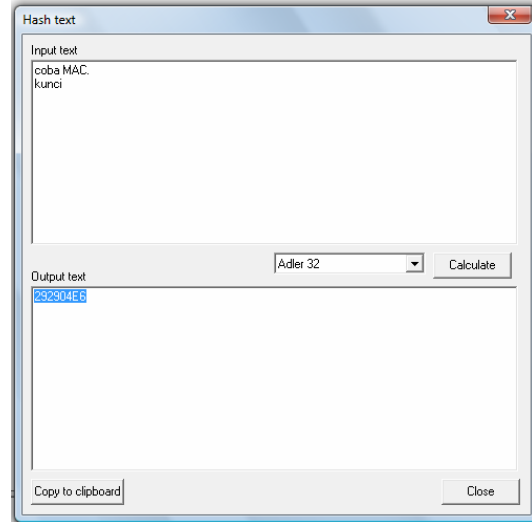 Hash text
Input text
coba MAC.
kunci
Adler 32
Calculate
Output text
292904E6
Copy to clipboard
Close